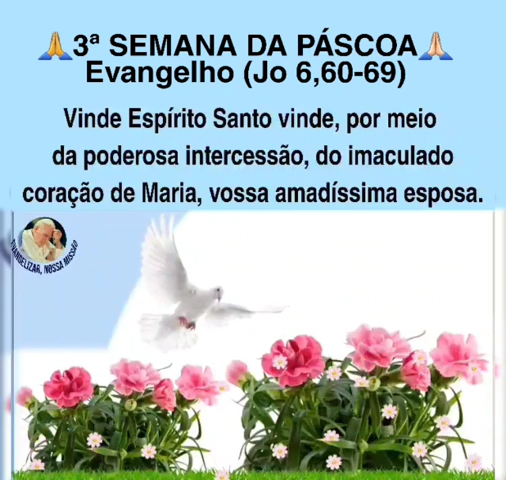 🙏3ª SEMANA DA PÁSCOA🙏🏻
Evangelho (Jo 6,60-69)
Vinde Espírito Santo vinde, por meio
da poderosa intercessão, do imaculado
coração de Maria, vossa amadíssima esposa.
EVANGELIZAR, NOSSA MISSÃO